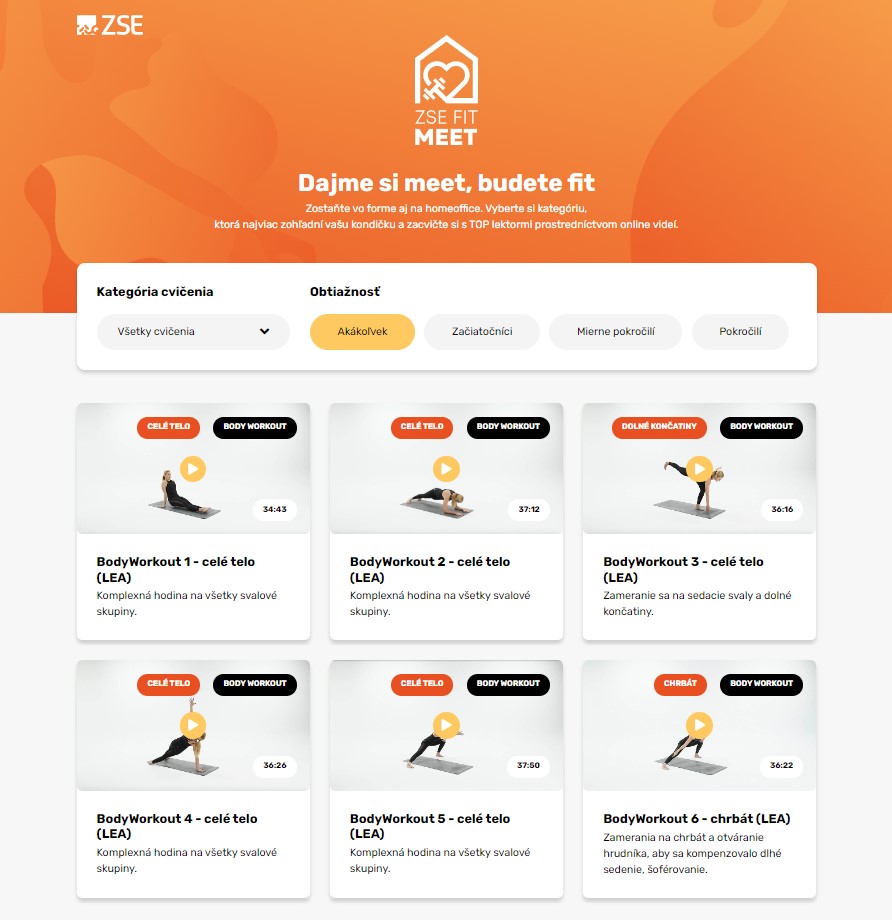 ZSE
ZSE FIT
MEET
Dajme si meet, budete fit
Zostaňte vo forme aj na homeoffice. Vyberte si kategóriu,
ktorá najviac zohľadní vašu kondičku a zacvičte si s TOP lektormi prostredníctvom online videí.
Kategória cvičenia
Obtiažnosť
Všetky cvičenia
Akákoľvek
Začiatočníci
Mierne pokročilí
Pokročilí
CELÉ TELO
BODY WORKOUT
34:43
BodyWorkout 1 - celé telo
(LEA)
Komplexná hodina na všetky svalové
skupiny.
CELÉ TELO
BODY WORKOUT
37:12
BodyWorkout 2 - celé telo
(LEA)
Komplexná hodina na všetky svalové
skupiny.
DOLNÉ KONČATINY
BODY WORKOUT
36:16
BodyWorkout 3 - celé telo
(LEA)
Zameranie sa na sedacie svaly a dolné
končatiny.
CELÉ TELO
BODY WORKOUT
36:26
BodyWorkout 4 - celé telo
(LEA)
Komplexná hodina na všetky svalové
skupiny.
CELÉ TELO
BODY WORKOUT
37:50
BodyWorkout 5 - celé telo
(LEA)
Komplexná hodina na všetky svalové
skupiny.
CHRBÁT
BODY WORKOUT
36:22
BodyWorkout 6 - chrbát (LEA)
Zamerania na chrbát a otváranie
hrudníka, aby sa kompenzovalo dlhé
sedenie, šoférovanie.